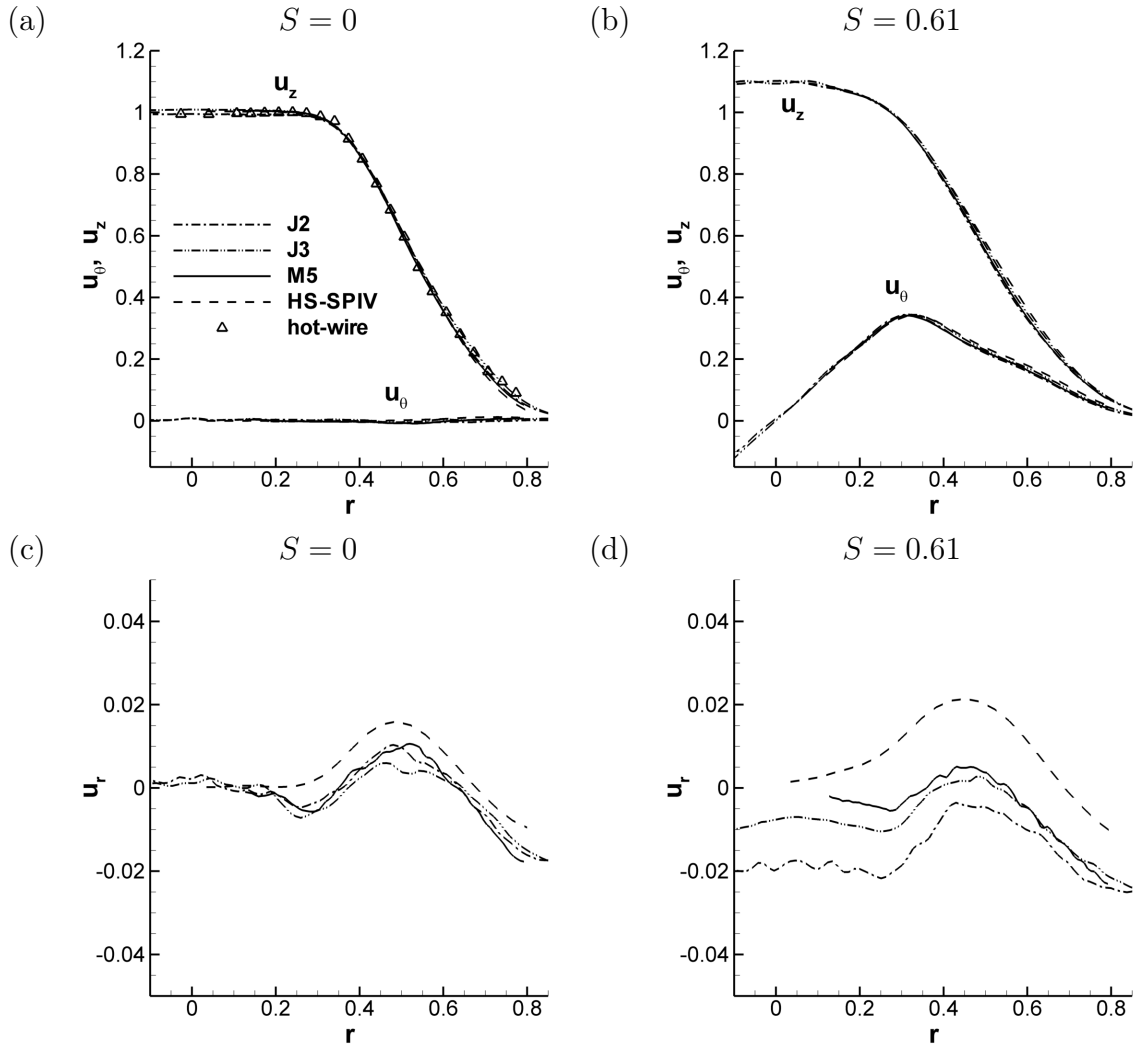 (a) S = 0
1.2
1
0.8
0.6
0.4
0.2
0
u_θ, u_z
u_z
J2
J3
M5
HS-SPIV
hot-wire
u_θ
0 0.2 0.4 0.6 0.8
r
(b) S = 0.61
1.2
1
0.8
0.6
0.4
0.2
0
u_θ, u_z
u_z
u_θ
0 0.2 0.4 0.6 0.8
r
(c) S = 0
0.04
0.02
0
-0.02
-0.04
u_r
0 0.2 0.4 0.6 0.8
r
(d) S = 0.61
0.04
0.02
0
-0.02
-0.04
u_r
0 0.2 0.4 0.6 0.8
r